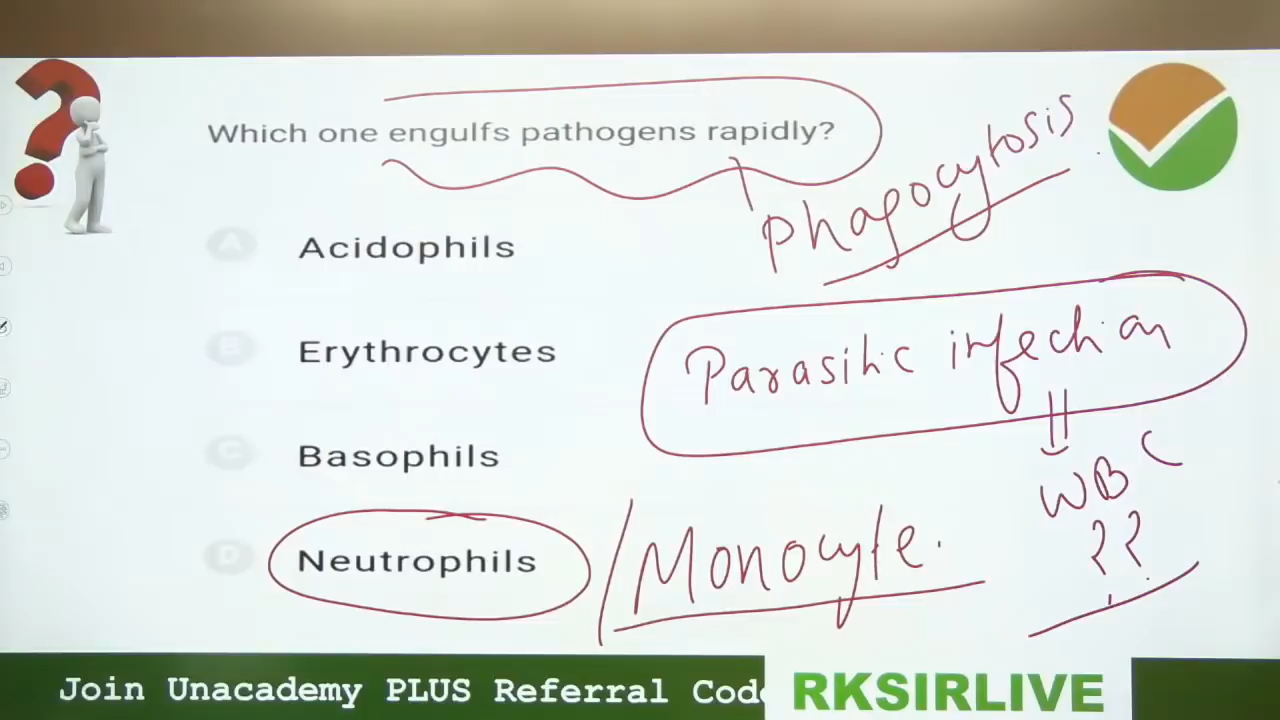 Which one engulfs pathogens rapidly?
Phagocytosis
A Acidophils
B Erythrocytes
Parasitic infection
C Basophils
WBC
??
D Neutrophils / Monocyte.
Join Unacademy PLUS Referral Code
RKSIRLIVE